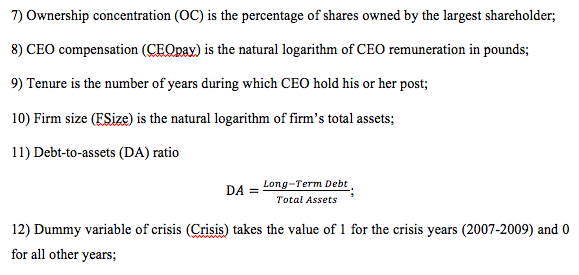 7) Ownership concentration (OC) is the percentage of shares owned by the largest shareholder;
8) CEO compensation (CEOpay) is the natural logarithm of CEO remuneration in pounds;
9) Tenure is the number of years during which CEO hold his or her post;
10) Firm size (FSize) is the natural logarithm of firm’s total assets;
11) Debt-to-assets (DA) ratio
DA = Long−Term Debt / Total Assets ;
12) Dummy variable of crisis (Crisis) takes the value of 1 for the crisis years (2007-2009) and 0
for all other years;